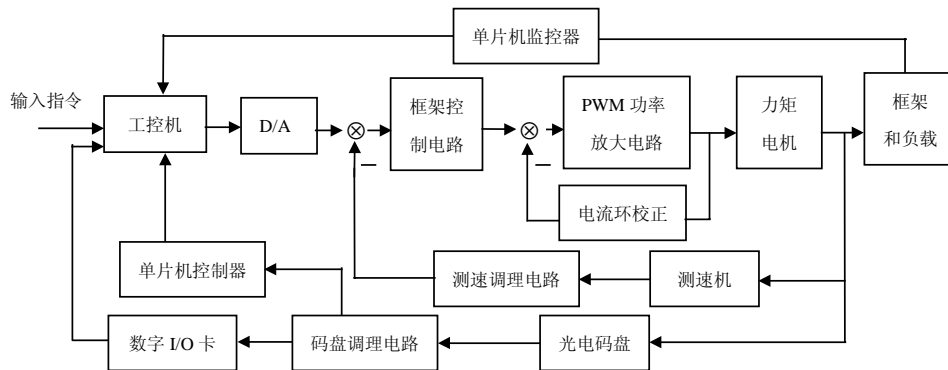 单片机监控器
输入指令
工控机
D/A
框架控
制电路
PWM 功率
放大电路
力矩
电机
框架
和负载
电流环校正
单片机控制器
测速调理电路
测速机
数字 I/O 卡
码盘调理电路
光电码盘